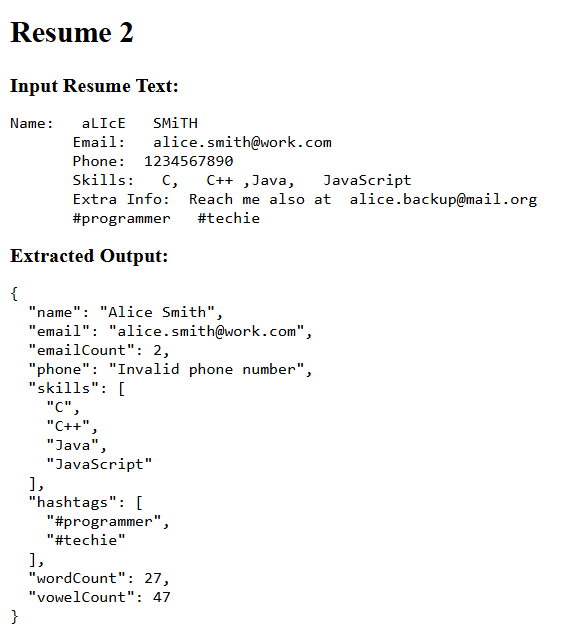 Resume 2
Input Resume Text:
Name:   aLIcE   SMiTH
       Email:   alice.smith@work.com
       Phone:  1234567890
       Skills:   C,   C++ ,Java,   JavaScript
       Extra Info:  Reach me also at  alice.backup@mail.org
       #programmer   #techie
Extracted Output:
{
  "name": "Alice Smith",
  "email": "alice.smith@work.com",
  "emailCount": 2,
  "phone": "Invalid phone number",
  "skills": [
    "C",
    "C++",
    "Java",
    "JavaScript"
  ],
  "hashtags": [
    "#programmer",
    "#techie"
  ],
  "wordCount": 27,
  "vowelCount": 47
}